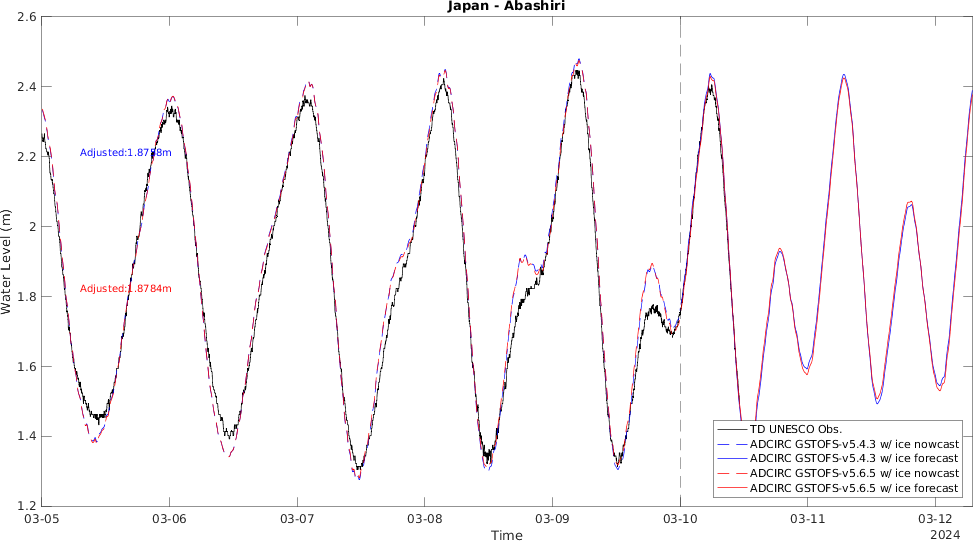 Japan - Abashiri
2.6
2.4
2.2
2
1.8
1.6
1.4
1.2
Water Level (m)
Adjusted:1.8758m
Adjusted:1.8784m
TD UNESCO Obs.
ADCIRC GSTOFS-v5.4.3 w/ ice nowcast
ADCIRC GSTOFS-v5.4.3 w/ ice forecast
ADCIRC GSTOFS-v5.6.5 w/ ice nowcast
ADCIRC GSTOFS-v5.6.5 w/ ice forecast
03-05 03-06 03-07 03-08 03-09 03-10 03-11 03-12
2024
Time